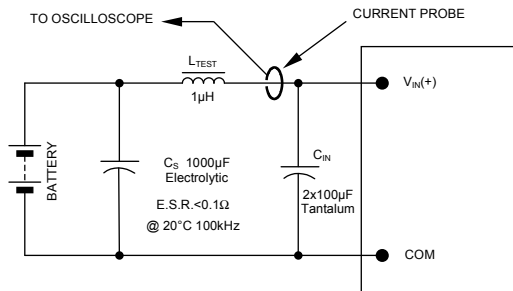 TO OSCILLOSCOPE
CURRENT PROBE
LTEST
1µH
VIN(+)
BATTERY
CS 1000µF
Electrolytic
E.S.R.<0.1Ω
@ 20°C 100kHz
CIN
2x100µF
Tantalum
COM